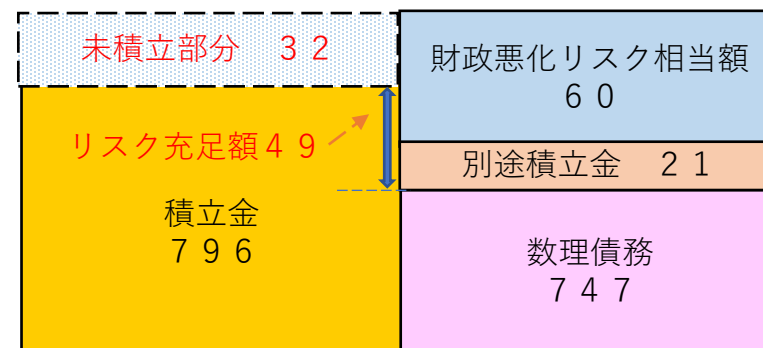 未積立部分　３２
リスク充足額４９
積立金
７９６
財政悪化リスク相当額
６０
別途積立金　２１
数理債務
７４７